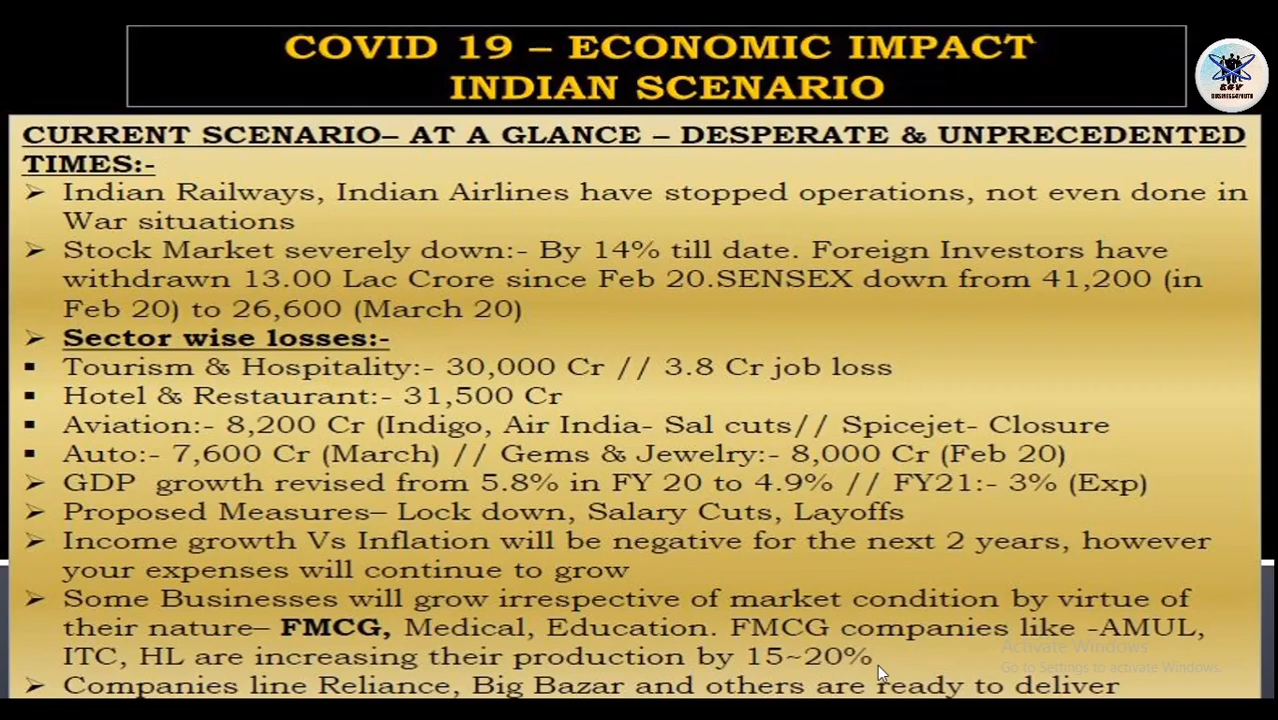 COVID 19 – ECONOMIC IMPACT
INDIAN SCENARIO
CURRENT SCENARIO– AT A GLANCE – DESPERATE & UNPRECEDENTED
TIMES:-
➢ Indian Railways, Indian Airlines have stopped operations, not even done in
War situations
➢ Stock Market severely down:- By 14% till date. Foreign Investors have
withdrawn 13.00 Lac Crore since Feb 20.SENSEX down from 41,200 (in
Feb 20) to 26,600 (March 20)
➢ Sector wise losses:-
▪ Tourism & Hospitality:- 30,000 Cr // 3.8 Cr job loss
▪ Hotel & Restaurant:- 31,500 Cr
▪ Aviation:- 8,200 Cr (Indigo, Air India- Sal cuts// Spicejet- Closure
▪ Auto:- 7,600 Cr (March) // Gems & Jewelry:- 8,000 Cr (Feb 20)
➢ GDP growth revised from 5.8% in FY 20 to 4.9% // FY21:- 3% (Exp)
➢ Proposed Measures– Lock down, Salary Cuts, Layoffs
➢ Income growth Vs Inflation will be negative for the next 2 years, however
your expenses will continue to grow
➢ Some Businesses will grow irrespective of market condition by virtue of
their nature– FMCG, Medical, Education. FMCG companies like -AMUL,
ITC, HL are increasing their production by 15~20%
➢ Companies line Reliance, Big Bazar and others are ready to deliver
Activate Windows
Go to Settings to activate Windows.